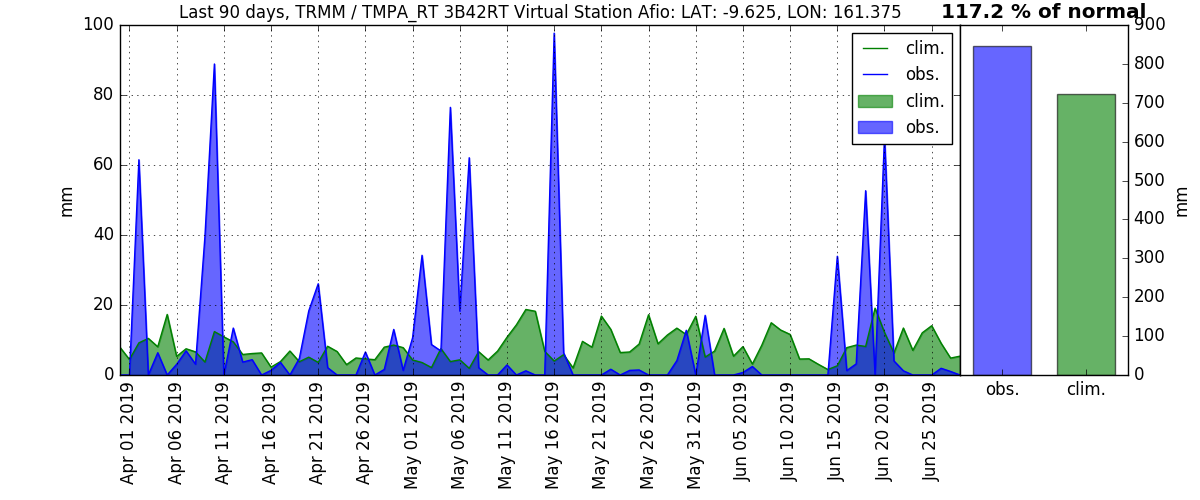 Last 90 days, TRMM / TMPA_RT 3B42RT Virtual Station Afio: LAT: -9.625, LON: 161.375
117.2 % of normal
100
80
60
40
20
0
mm
clim.
obs.
clim.
obs.
900
800
700
600
500
400
300
200
100
0
mm
Apr 01 2019
Apr 06 2019
Apr 11 2019
Apr 16 2019
Apr 21 2019
Apr 26 2019
May 01 2019
May 06 2019
May 11 2019
May 16 2019
May 21 2019
May 26 2019
May 31 2019
Jun 05 2019
Jun 10 2019
Jun 15 2019
Jun 20 2019
Jun 25 2019
obs.
clim.